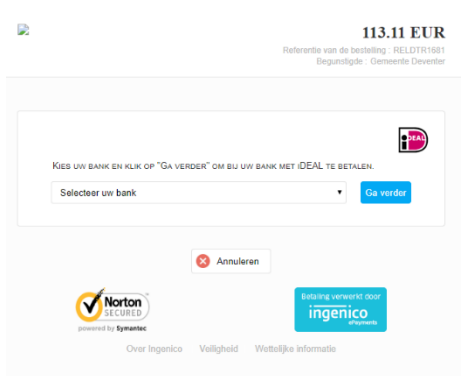 113.11 EUR
Referentie van de bestelling : RELDTR1681
Begunstigde : Gemeente Deventer
iDEAL
Kies uw bank en klik op "Ga verder" om bij uw bank met iDEAL te betalen.
Selecteer uw bank
Ga verder
Annuleren
Norton
SECURED
powered by Symantec
Betaling verwerkt door
ingenico
ePayments
Over Ingenico Veiligheid Wettelijke informatie